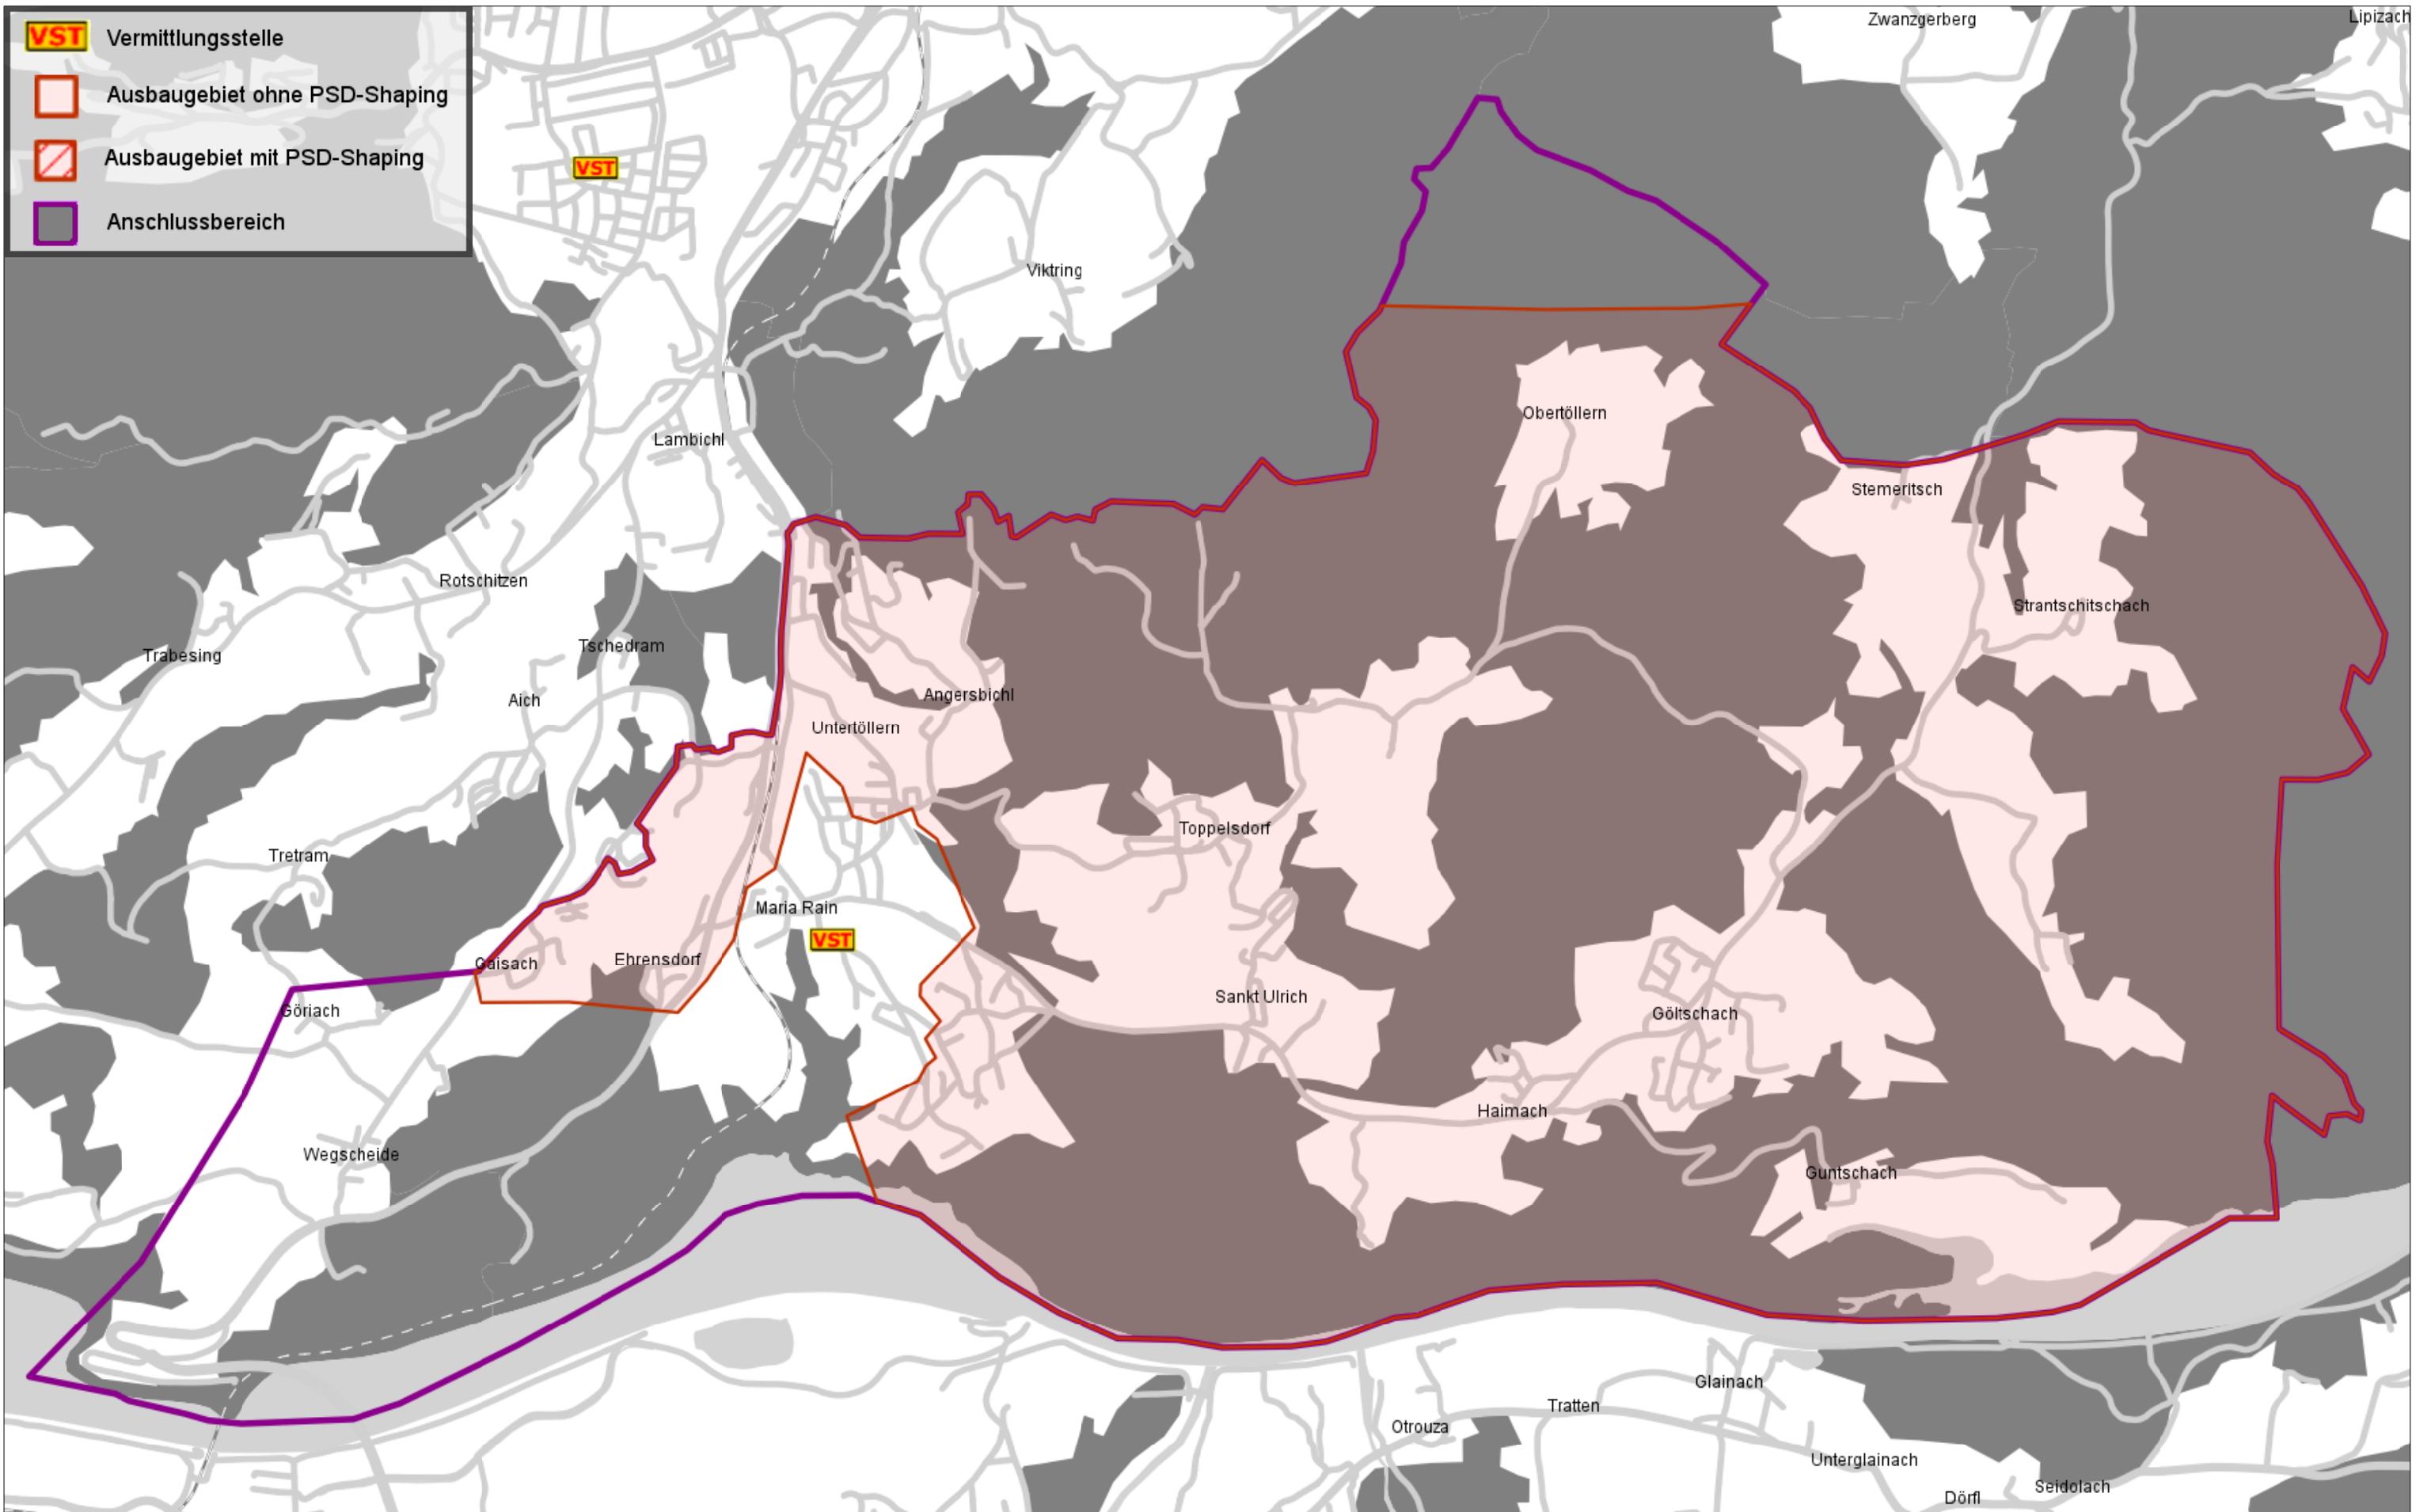 VST Vermittlungsstelle
Ausbaugebiet ohne PSD-Shaping
Ausbaugebiet mit PSD-Shaping
Anschlussbereich
Zwanzgerberg
Lipizach
VST
Viktring
Obertöllern
Lambichl
Stemeritsch
Rotschitzen
Strantschitschach
Tschedram
Trabesing
Angersbichl
Aich
Untertöllern
Toppelsdorf
Tretram
Maria Rain
VST
Ehrensdorf
Gaisach
Sankt Ulrich
Göriach
Göltschach
Haimach
Wegscheide
Guntschach
Glainach
Tratten
Otrouza
Unterglainach
Seidolach
Dörfl